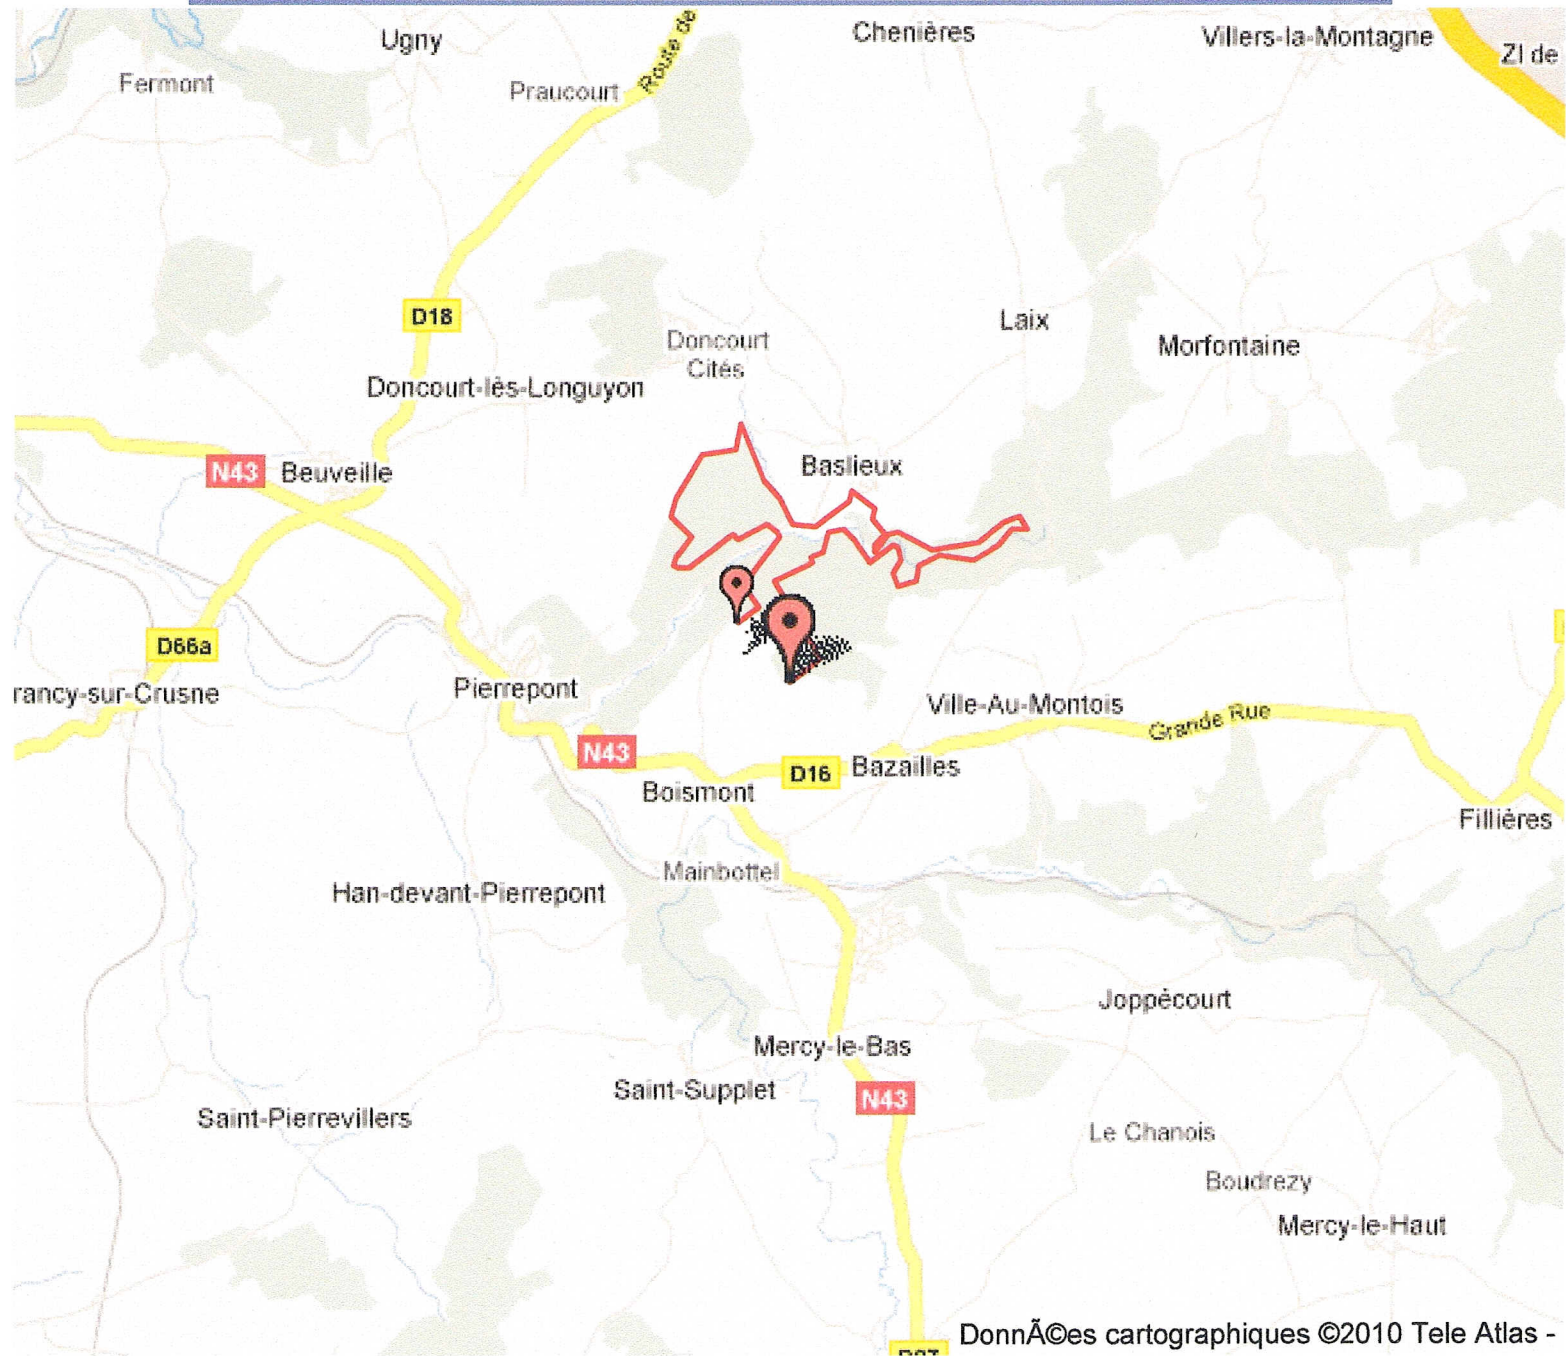 Ugny
Route de
Chenières
Villers-la-Montagne
ZI de
Fermont
Praucourt
D18
Laix
Doncourt
Cités
Morfontaine
Doncourt-lès-Longuyon
N43
Beuveille
Baslieux
D66a
rancy-sur-Crusne
Pierrepont
Ville-Au-Montois
Grande Rue
N43
D16
Bazailles
Boismont
Fillières
Mainbottel
Han-devant-Pierrepont
Joppécourt
Mercy-le-Bas
Saint-Supplet
N43
Saint-Pierrevillers
Le Chanois
Boudrezy
Mercy-le-Haut
DonnÃ©es cartographiques ©2010 Tele Atlas -